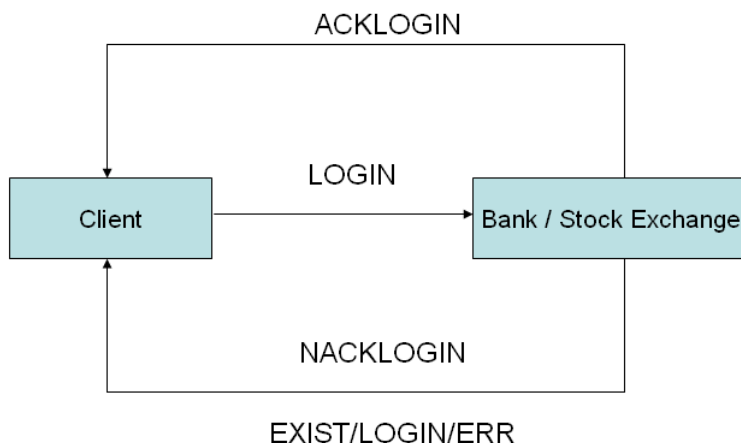 ACKLOGIN
LOGIN
Client
Bank / Stock Exchange
NACKLOGIN
EXIST/LOGIN/ERR